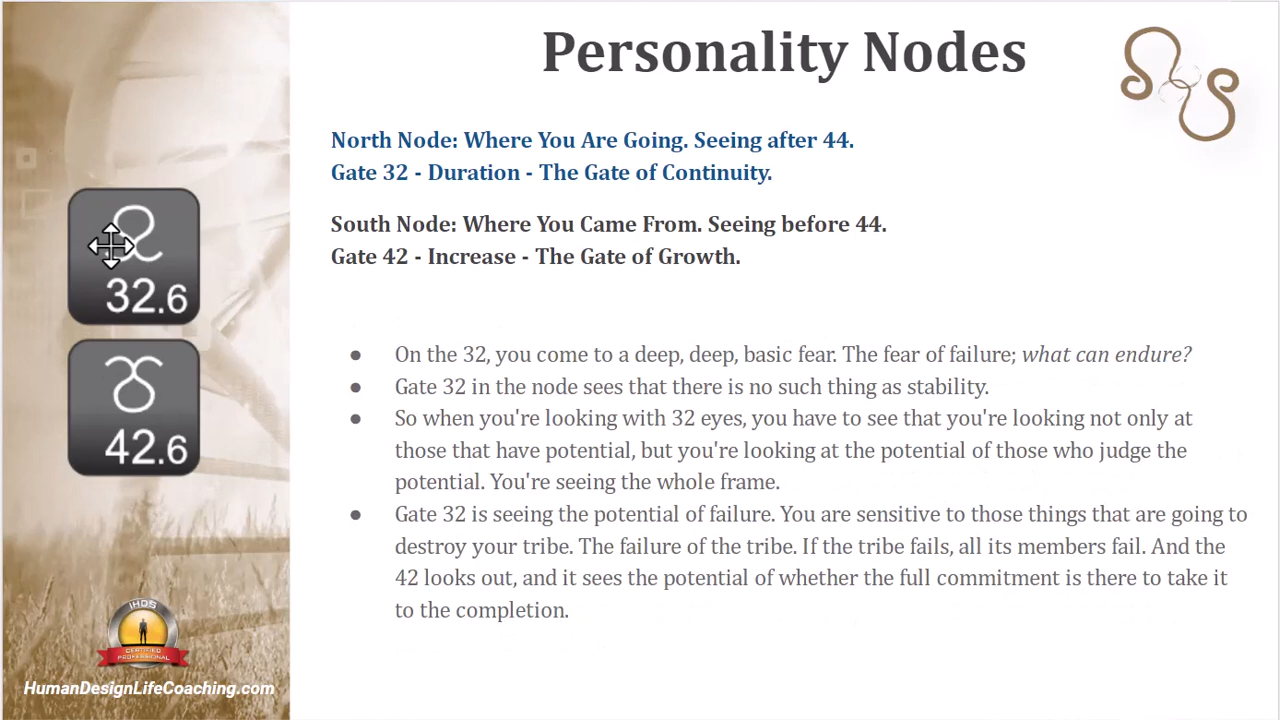 Personality Nodes
North Node: Where You Are Going. Seeing after 44.
Gate 32 - Duration - The Gate of Continuity.
South Node: Where You Came From. Seeing before 44.
Gate 42 - Increase - The Gate of Growth.
32.6
42.6
● On the 32, you come to a deep, deep, basic fear. The fear of failure; what can endure?
● Gate 32 in the node sees that there is no such thing as stability.
● So when you're looking with 32 eyes, you have to see that you're looking not only at
those that have potential, but you're looking at the potential of those who judge the
potential. You're seeing the whole frame.
● Gate 32 is seeing the potential of failure. You are sensitive to those things that are going to
destroy your tribe. The failure of the tribe. If the tribe fails, all its members fail. And the
42 looks out, and it sees the potential of whether the full commitment is there to take it
to the completion.
IHDS
CERTIFIED
PROFESSIONAL
HumanDesignLifeCoaching.com